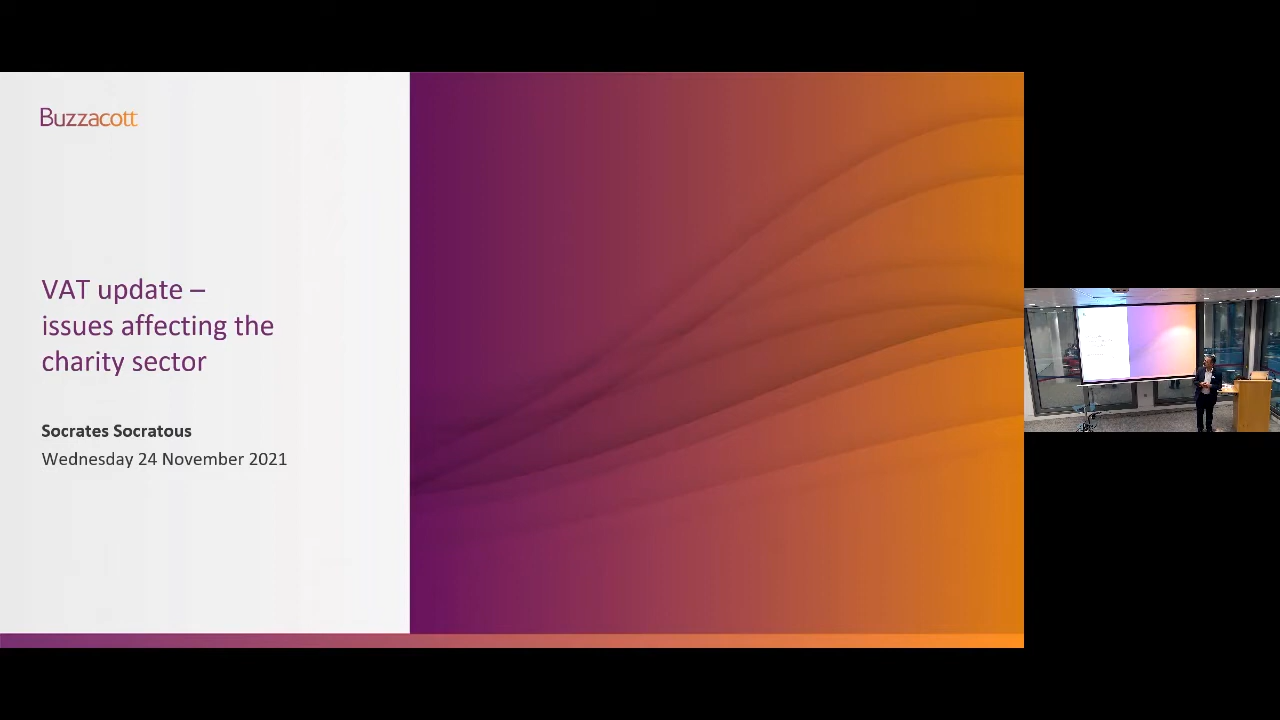 Buzzacott
VAT update –
issues affecting the
charity sector
Socrates Socratous
Wednesday 24 November 2021